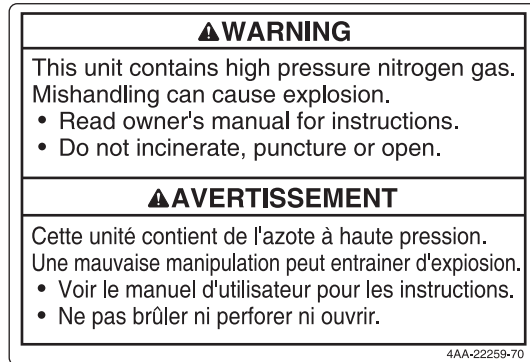 ⚠WARNING
This unit contains high pressure nitrogen gas.
Mishandling can cause explosion.
• Read owner's manual for instructions.
• Do not incinerate, puncture or open.
⚠AVERTISSEMENT
Cette unité contient de l'azote à haute pression.
Une mauvaise manipulation peut entrainer d'expiosion.
• Voir le manuel d'utilisateur pour les instructions.
• Ne pas brûler ni perforer ni ouvrir.
4AA-22259-70